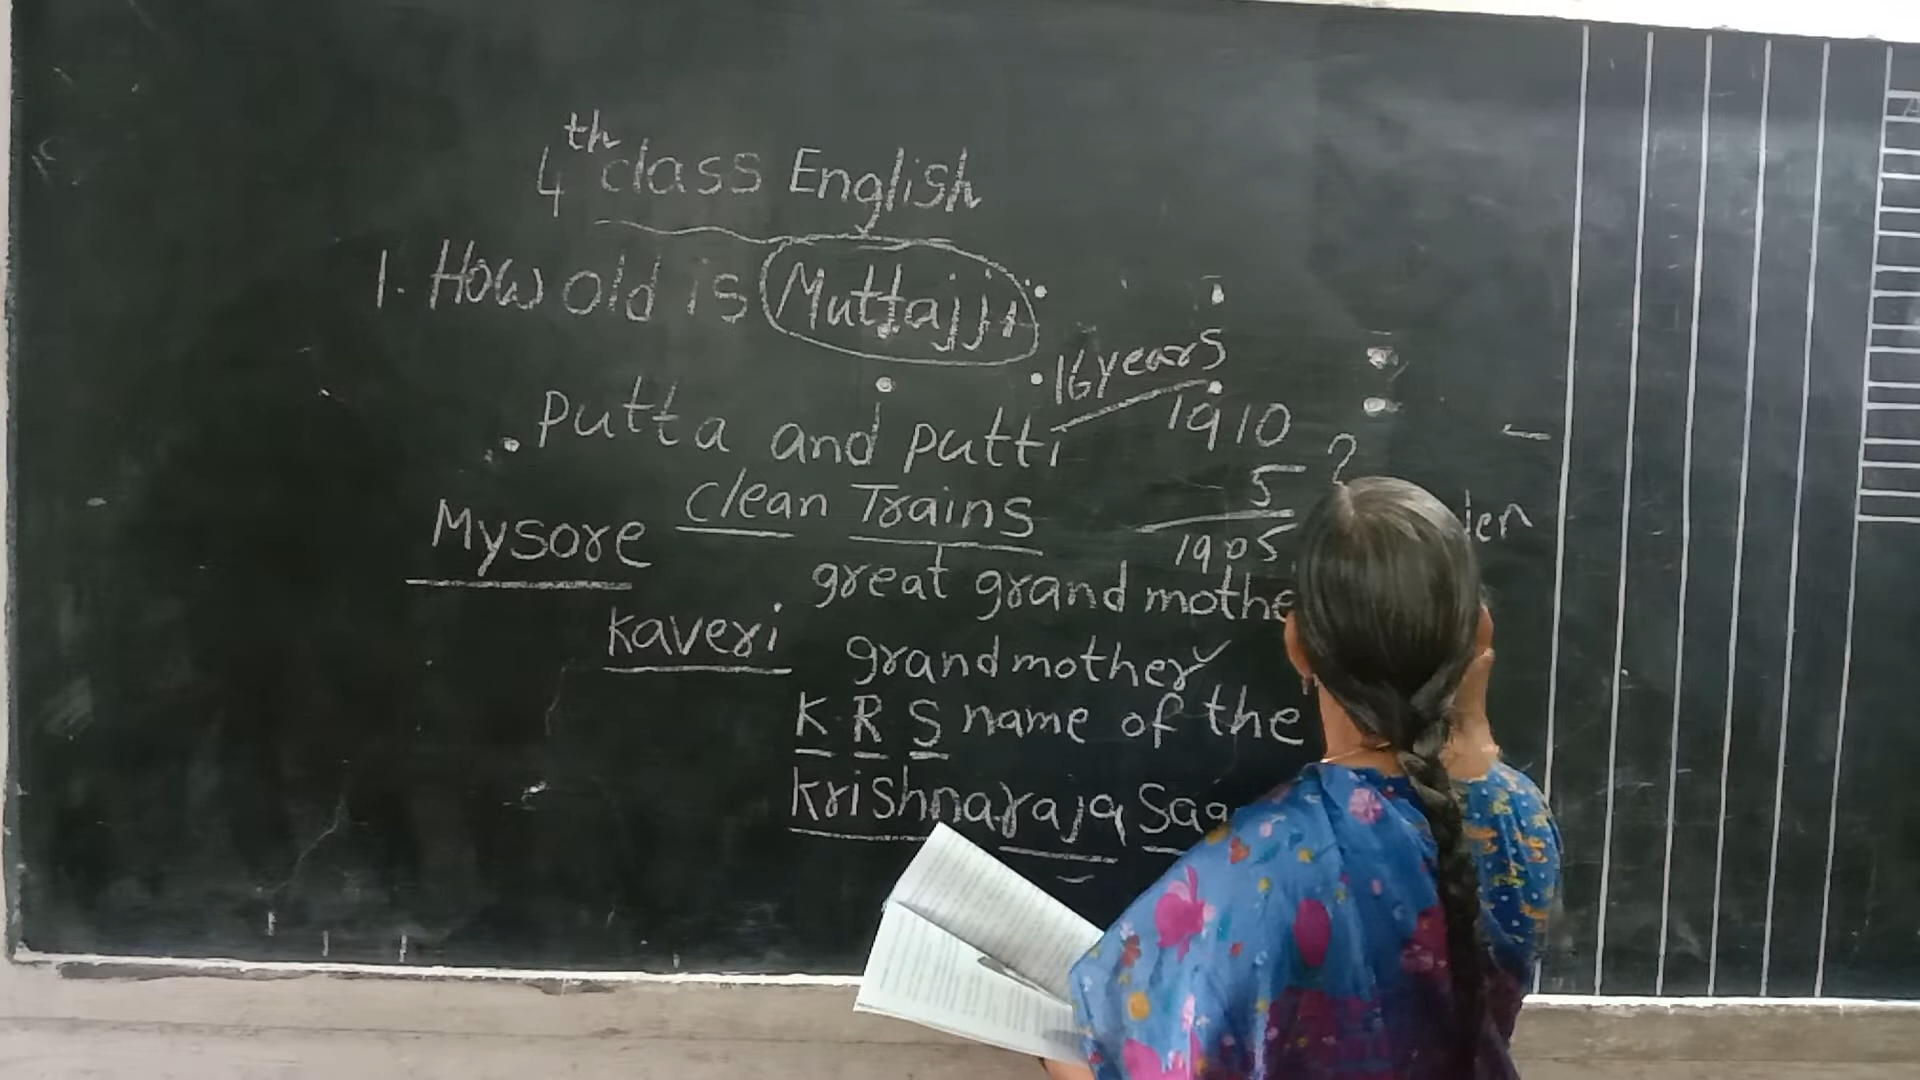 4th class English
1. How old is Muttajji
16 years
Putta and putti
1910
5 ?
clean Trains
Mysore
1905
great grand mothe
kaveri
grandmother
K R S name of the
krishnaraja Saga